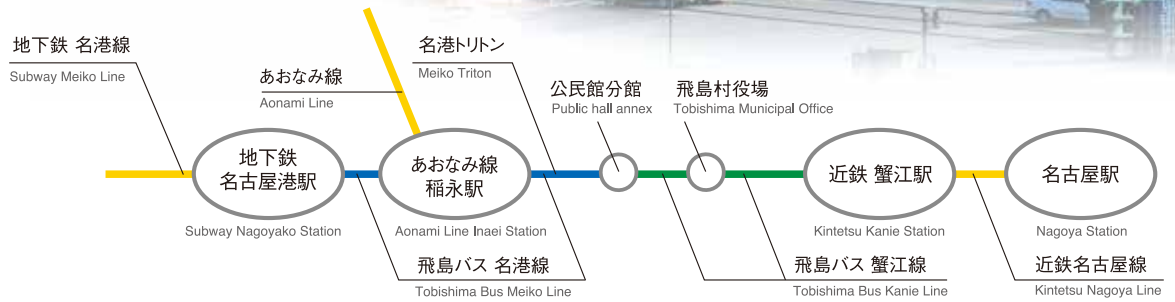 地下鉄 名港線
Subway Meiko Line
あおなみ線
Aonami Line
名港トリトン
Meiko Triton
公民館分館
Public hall annex
飛島村役場
Tobishima Municipal Office
地下鉄
名古屋港駅
Subway Nagoyako Station
あおなみ線
稲永駅
Aonami Line Inaei Station
近鉄 蟹江駅
Kintetsu Kanie Station
名古屋駅
Nagoya Station
飛島バス 名港線
Tobishima Bus Meiko Line
飛島バス 蟹江線
Tobishima Bus Kanie Line
近鉄名古屋線
Kintetsu Nagoya Line